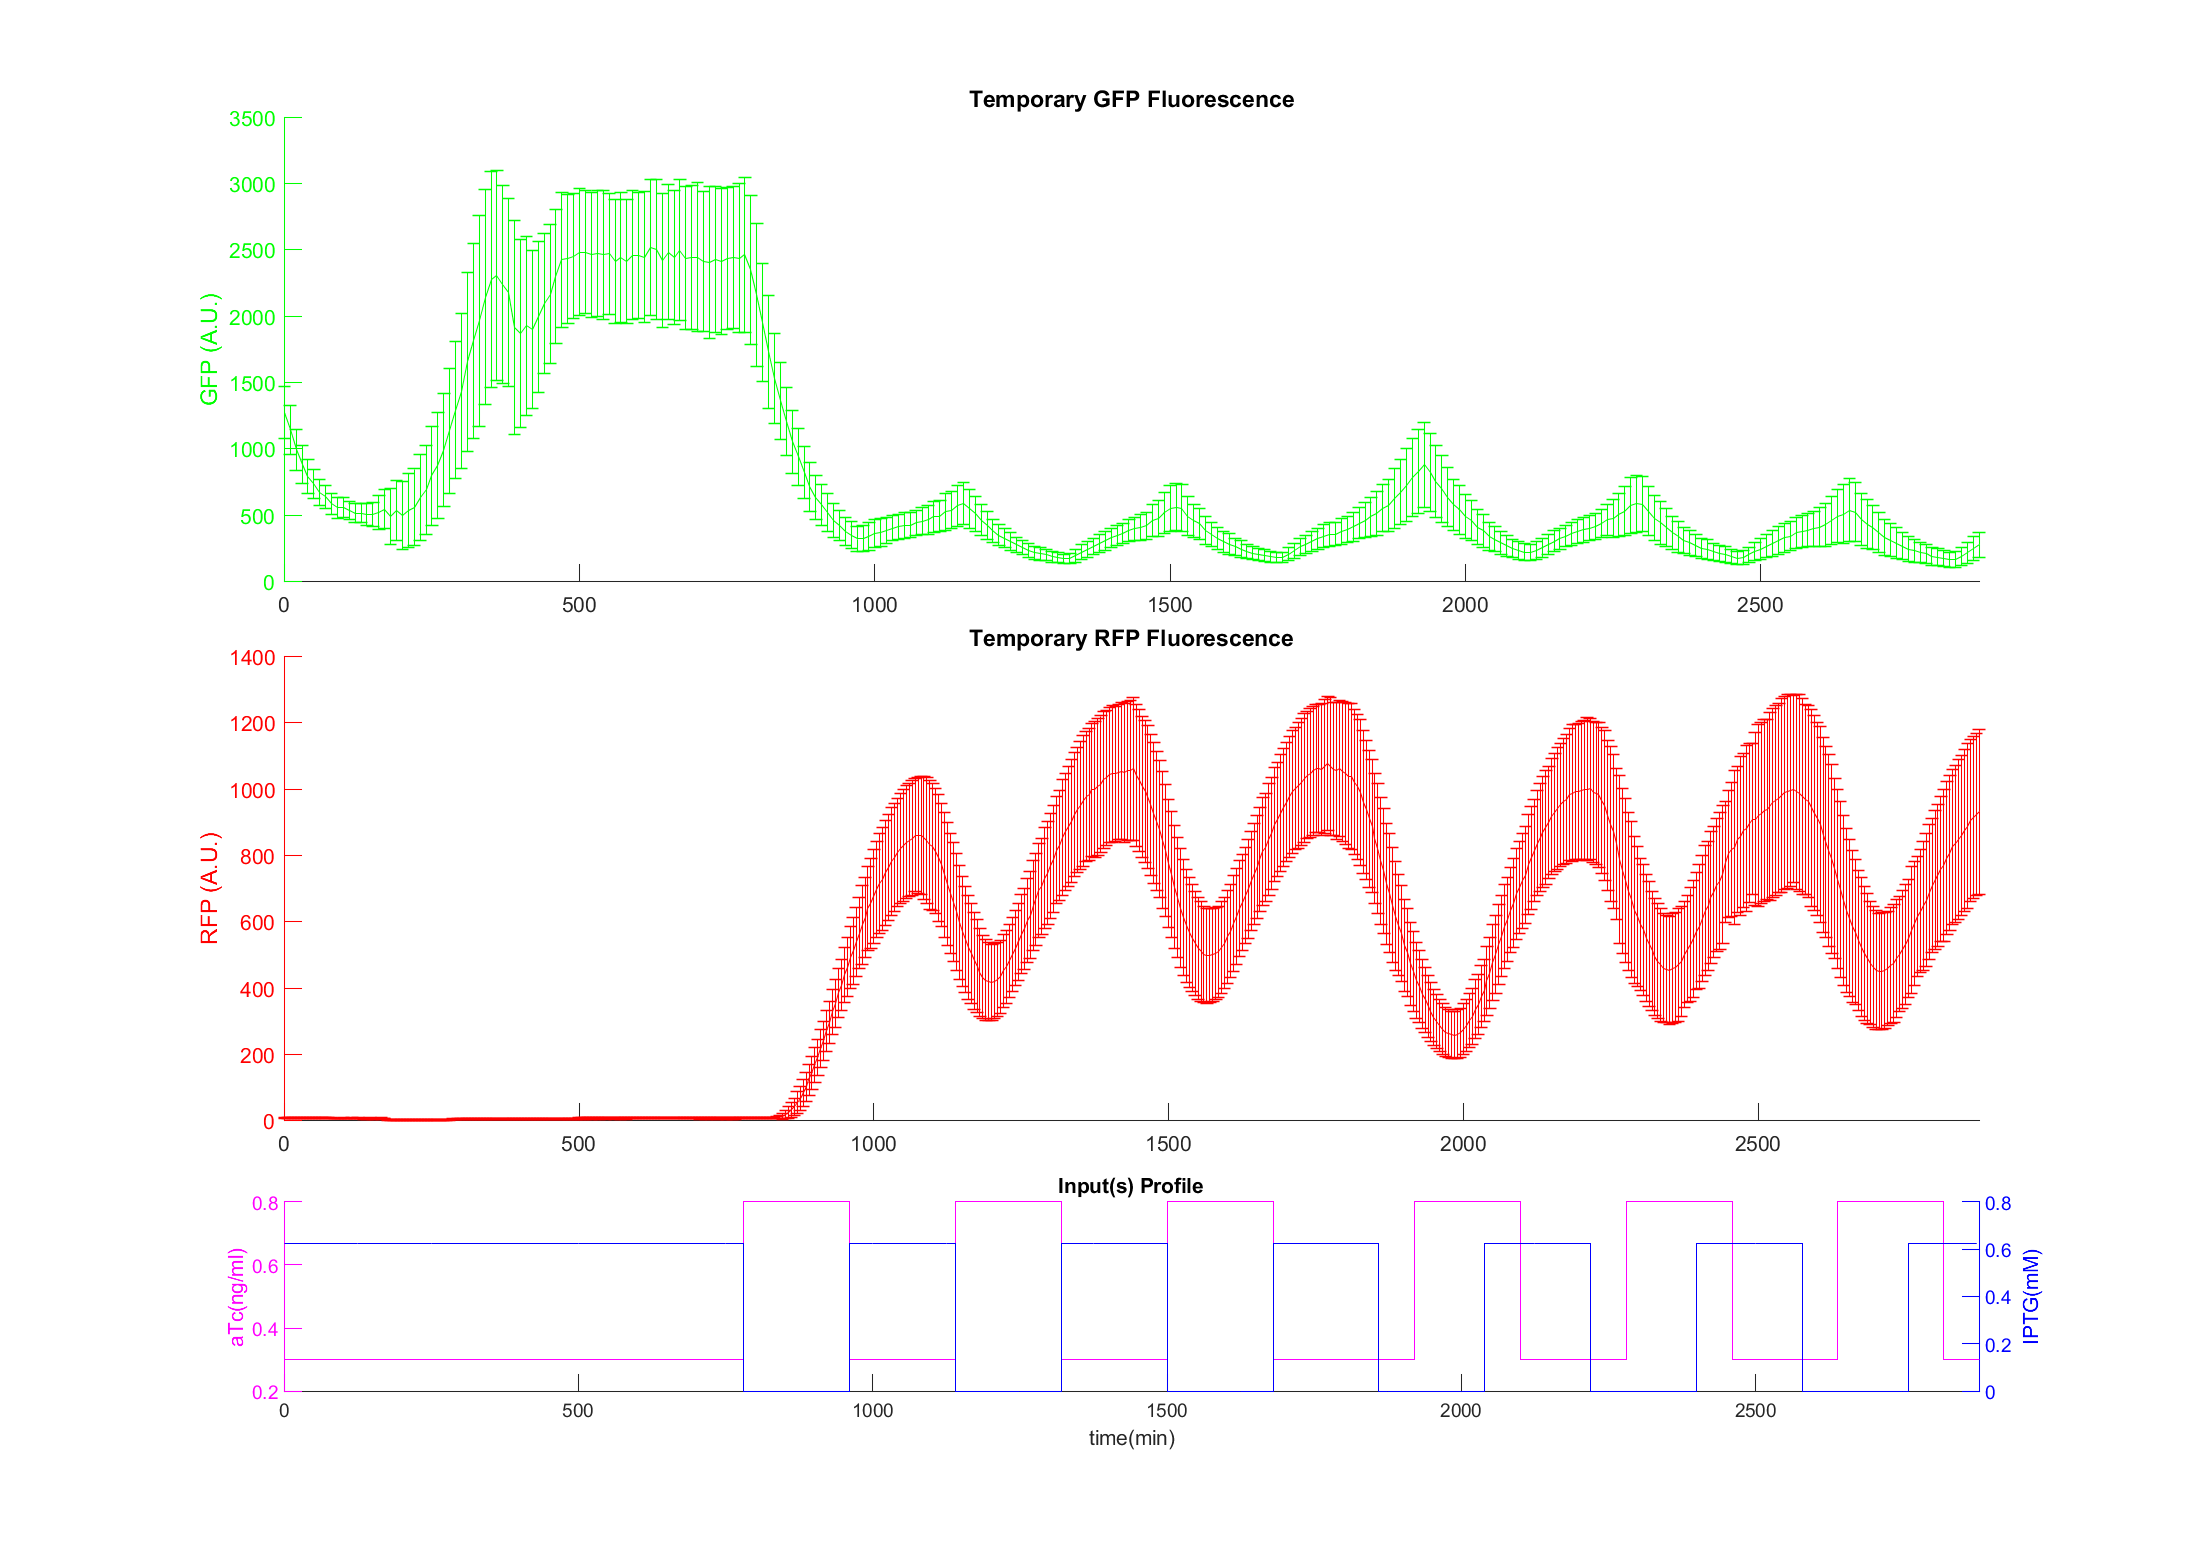 Temporary GFP Fluorescence
3500
3000
2500
2000
1500
1000
500
0
GFP (A.U.)
0 500 1000 1500 2000 2500
Temporary RFP Fluorescence
1400
1200
1000
800
600
400
200
0
RFP (A.U.)
0 500 1000 1500 2000 2500
Input(s) Profile
0.8
0.6
0.4
0.2
aTc(ng/ml)
0.8
0.6
0.4
0.2
0
IPTG(mM)
0 500 1000 1500 2000 2500
time(min)